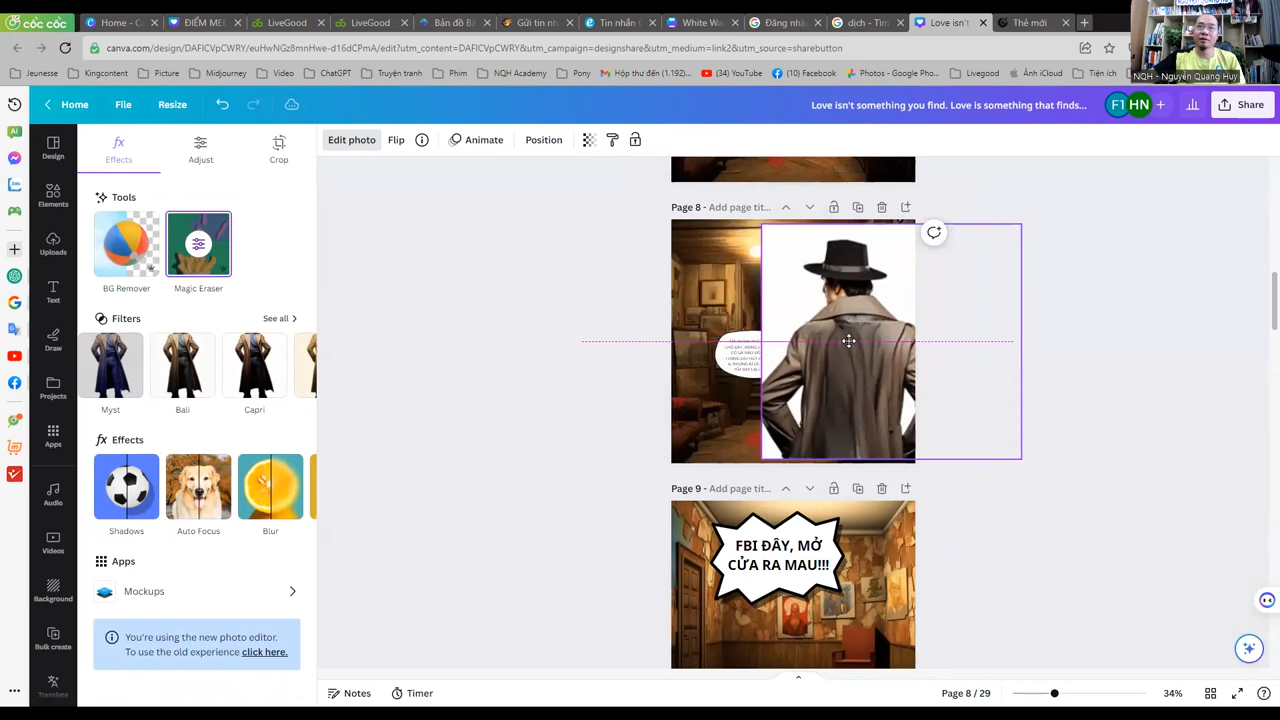 cốc cốc
Home - Ca
ĐIỂM MEE
LiveGood
LiveGood
Bản đồ Bả
Gửi tin nh
Tin nhắn C
White Wa
Đăng nhập
dịch - Tìm
Love isn't
Thẻ mới
canva.com/design/DAFlCVpCWRY/euHwNGz8mnHwe-d16dCPmA/edit?utm_content=DAFlCVpCWRY&utm_campaign=designshare&utm_medium=link2&utm_source=sharebutton
Jeunesse
Kingcontent
Picture
Midjourney
Video
ChatGPT
Truyện tranh
Phim
NQH Academy
Pony
Hộp thư đến (1.192)...
(34) YouTube
(10) Facebook
Photos - Google Pho...
Livegood
Ảnh iCloud
Tiện ích
NQH - Nguyễn Quang Huy
Home
File
Resize
Love isn't something you find. Love is something that finds...
F1
HN
Share
Design
Elements
Uploads
Text
Draw
Projects
Apps
Audio
Videos
Background
Bulk create
Translate
Effects
Adjust
Crop
Tools
BG Remover
Magic Eraser
Filters
See all
Myst
Bali
Capri
Effects
Shadows
Auto Focus
Blur
Apps
Mockups
You're using the new photo editor.
To use the old experience click here.
Edit photo
Flip
Animate
Position
Page 8 - Add page tit...
Page 9 - Add page tit...
FBI ĐÂY, MỞ
CỬA RA MAU!!!
Notes
Timer
Page 8 / 29
34%